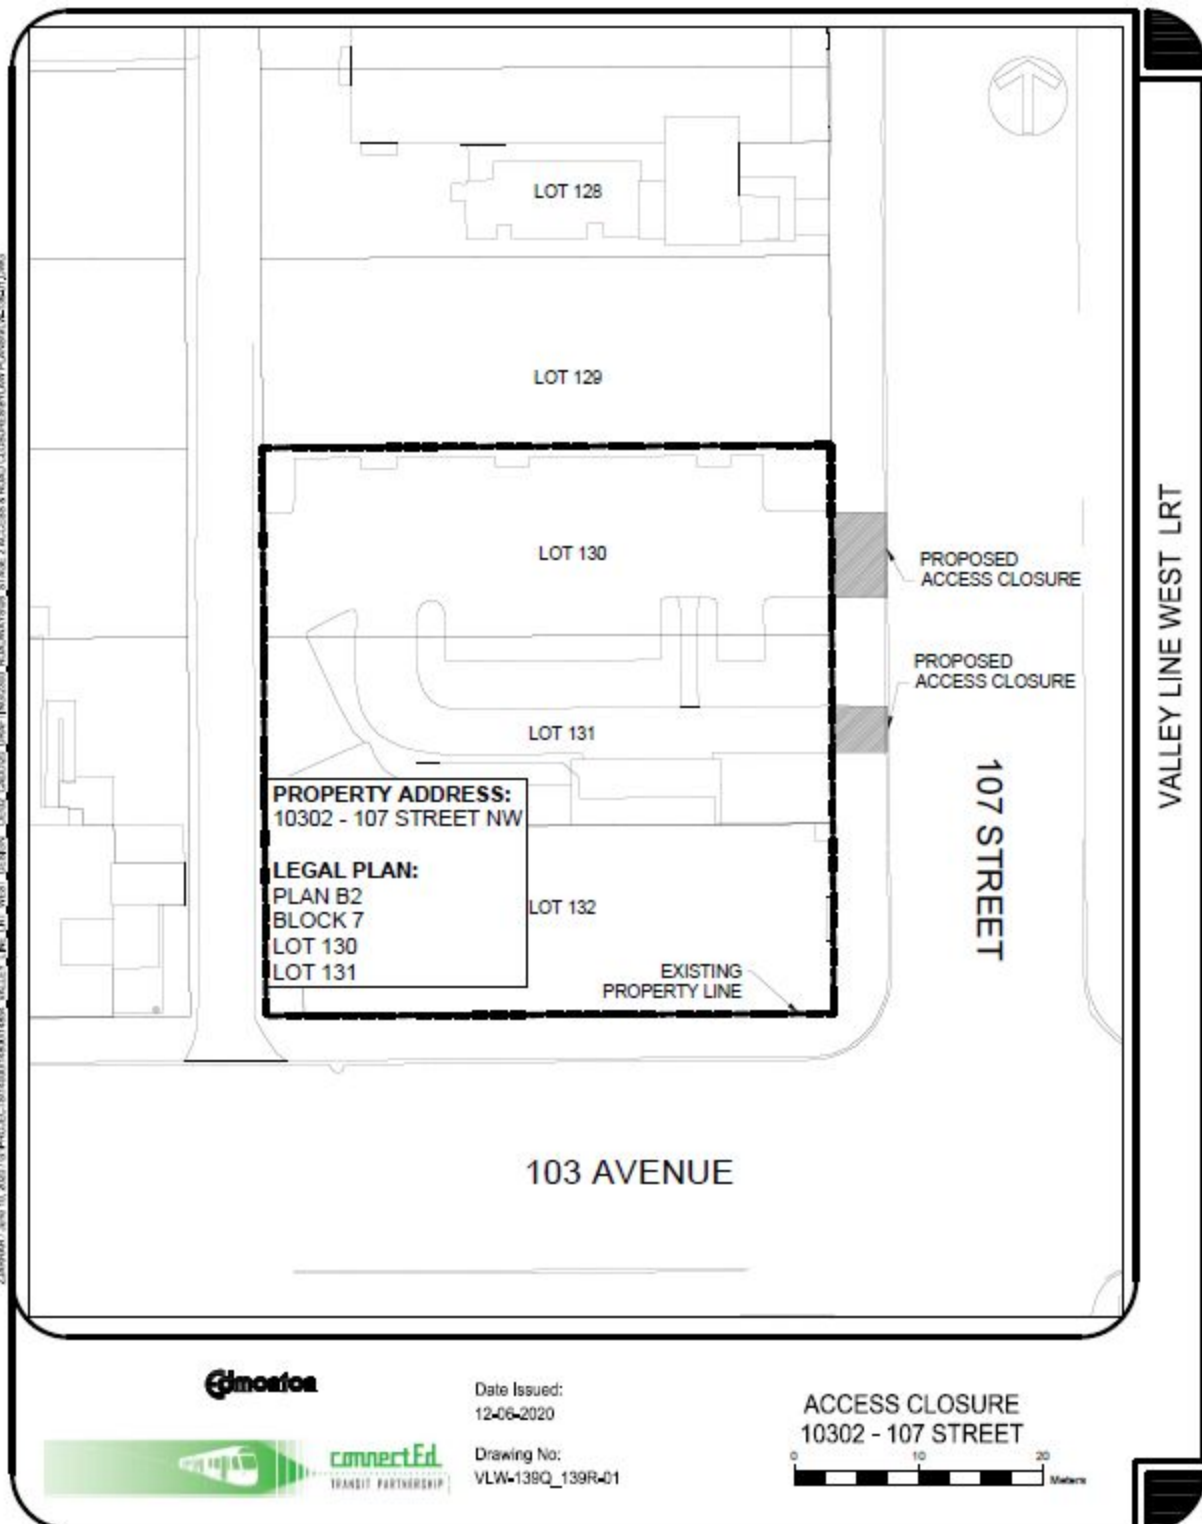 LOT 128
LOT 129
LOT 130
PROPOSED
ACCESS CLOSURE
PROPOSED
ACCESS CLOSURE
LOT 131
PROPERTY ADDRESS:
10302 - 107 STREET NW
LEGAL PLAN:
PLAN B2
BLOCK 7
LOT 130
LOT 131
LOT 132
EXISTING
PROPERTY LINE
107 STREET
103 AVENUE
VALLEY LINE WEST LRT
Edmonton
connectEd
TRANSIT PARTNERSHIP
Date Issued:
12-06-2020
Drawing No:
VLW-139Q_139R-01
ACCESS CLOSURE
10302 - 107 STREET
0 10 20
Meters